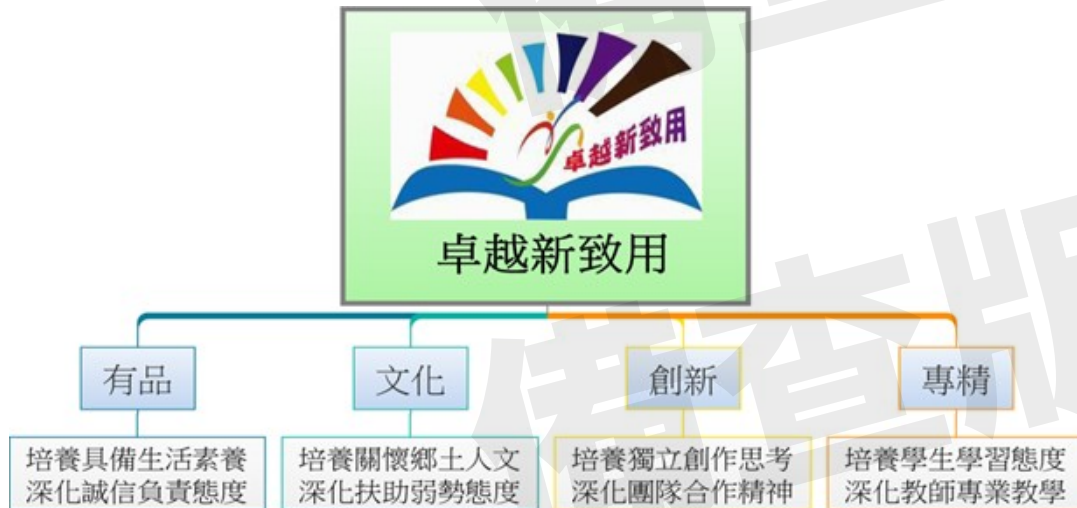 卓越新致用
卓越新致用
有品
文化
創新
專精
培養具備生活素養
深化誠信負責態度
培養關懷鄉土人文
深化扶助弱勢態度
培養獨立創作思考
深化團隊合作精神
培養學生學習態度
深化教師專業教學
備查版